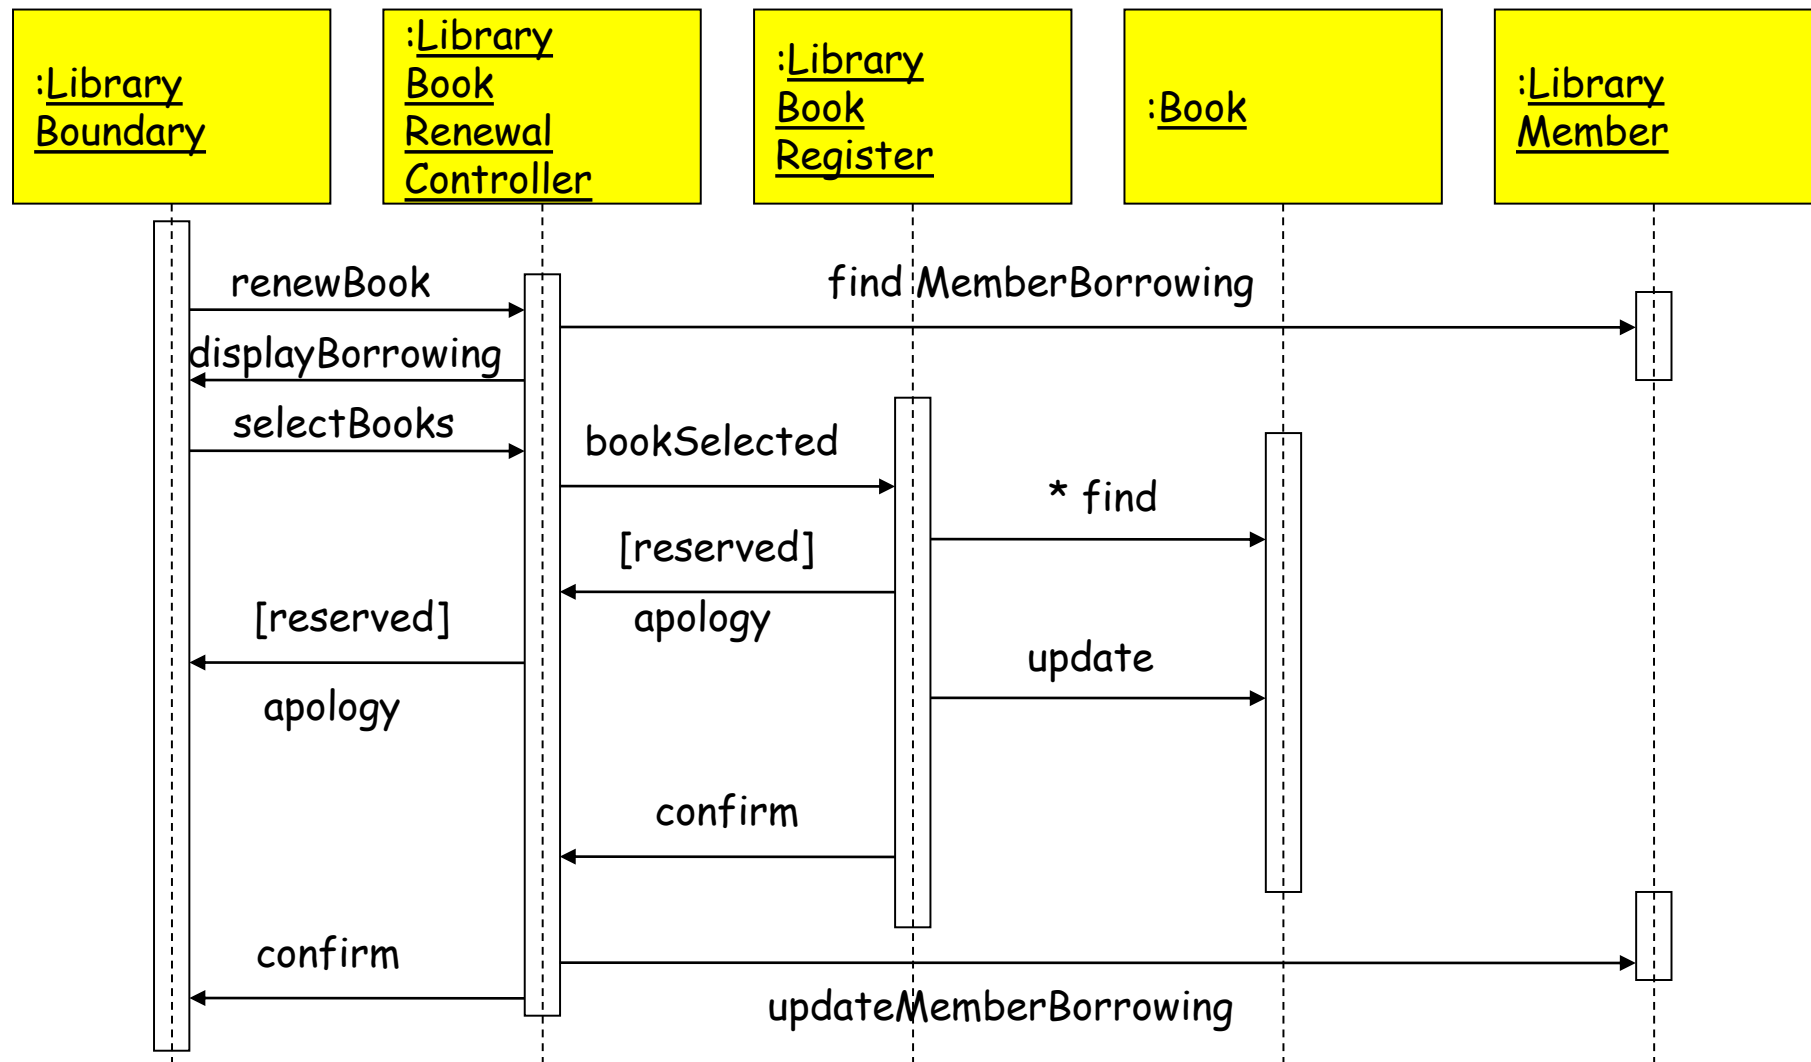 :Library
Boundary
:Library
Book
Renewal
Controller
:Library
Book
Register
:Book
:Library
Member
renewBook
find MemberBorrowing
displayBorrowing
selectBooks
bookSelected
* find
[reserved]
apology
[reserved]
apology
update
confirm
confirm
updateMemberBorrowing